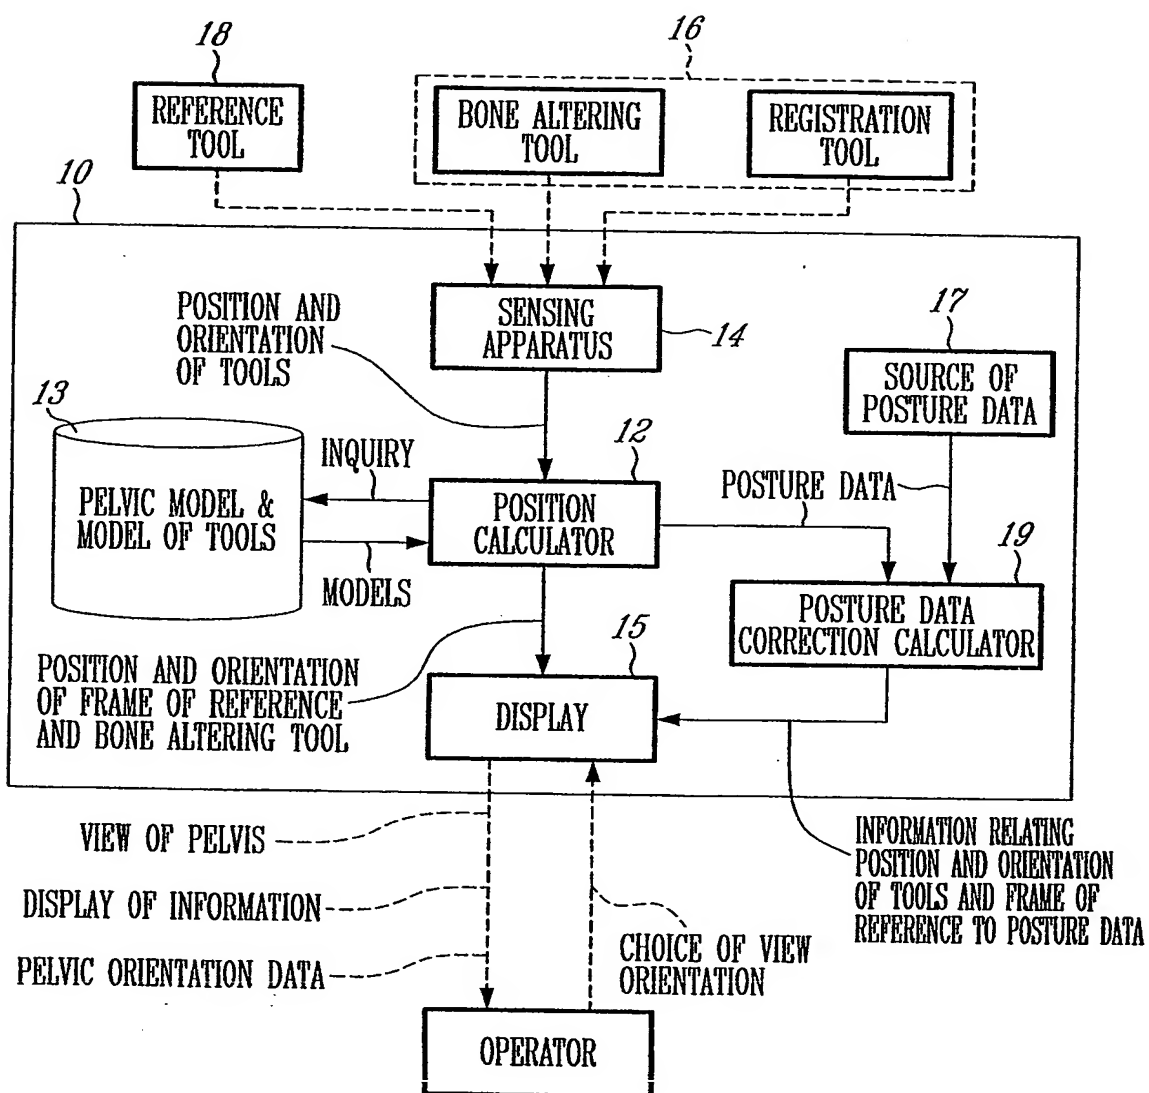 18
16
REFERENCE
TOOL
BONE ALTERING
TOOL
REGISTRATION
TOOL
10
POSITION AND
ORIENTATION
OF TOOLS
SENSING
APPARATUS
14
17
SOURCE OF
POSTURE DATA
13
INQUIRY
12
PELVIC MODEL &
MODEL OF TOOLS
POSITION
CALCULATOR
POSTURE DATA
MODELS
19
POSTURE DATA
CORRECTION CALCULATOR
15
POSITION AND ORIENTATION
OF FRAME OF REFERENCE
AND BONE ALTERING TOOL
DISPLAY
VIEW OF PELVIS
DISPLAY OF INFORMATION
PELVIC ORIENTATION DATA
CHOICE OF VIEW
ORIENTATION
INFORMATION RELATING
POSITION AND ORIENTATION
OF TOOLS AND FRAME OF
REFERENCE TO POSTURE DATA
OPERATOR